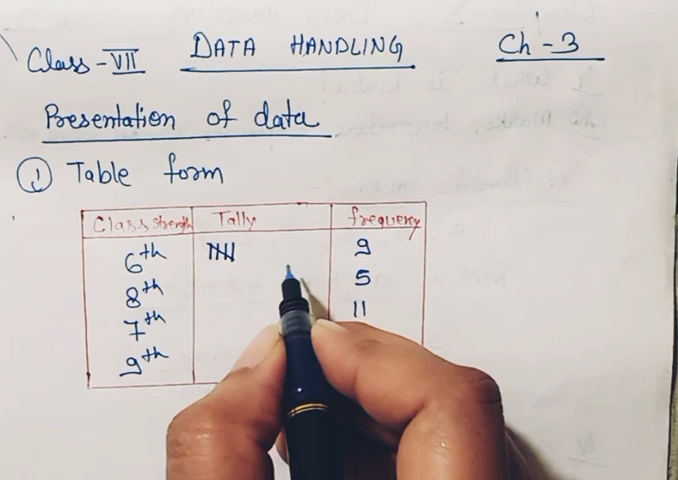 Class - VII DATA HANDLING Ch - 3
Presentation of data
1 Table form
Class strength Tally frequency
6th 𝍸 9
8th 5
7th 11
9th